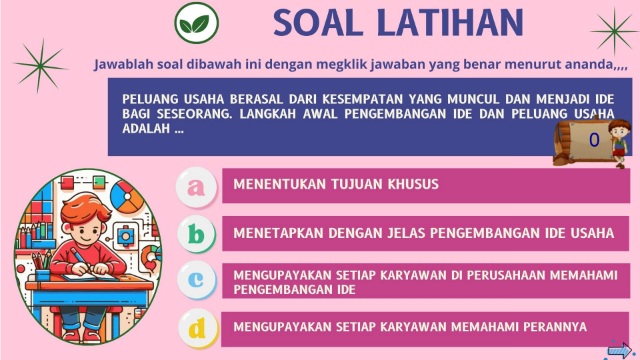 SOAL LATIHAN
Jawablah soal dibawah ini dengan megklik jawaban yang benar menurut ananda,,,,
PELUANG USAHA BERASAL DARI KESEMPATAN YANG MUNCUL DAN MENJADI IDE
BAGI SESEORANG. LANGKAH AWAL PENGEMBANGAN IDE DAN PELUANG USAHA
ADALAH ...
0
a MENENTUKAN TUJUAN KHUSUS
b MENETAPKAN DENGAN JELAS PENGEMBANGAN IDE USAHA
c MENGUPAYAKAN SETIAP KARYAWAN DI PERUSAHAAN MEMAHAMI
PENGEMBANGAN IDE
d MENGUPAYAKAN SETIAP KARYAWAN MEMAHAMI PERANNYA